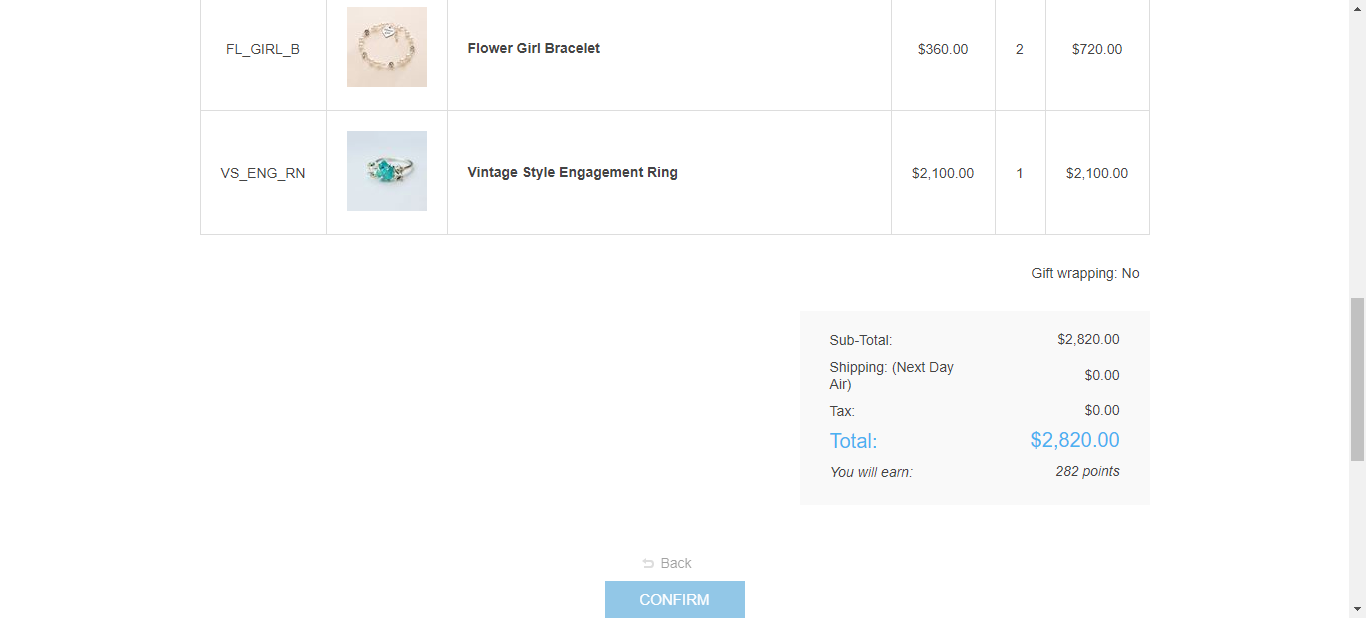 FL_GIRL_B Flower Girl Bracelet $360.00 2 $720.00
VS_ENG_RN Vintage Style Engagement Ring $2,100.00 1 $2,100.00
Gift wrapping: No
Sub-Total: $2,820.00
Shipping: (Next Day
Air) $0.00
Tax: $0.00
Total: $2,820.00
You will earn: 282 points
Back
CONFIRM